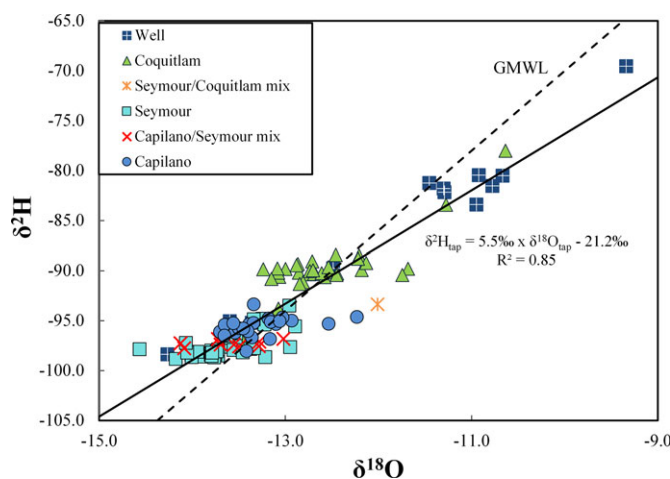 -65.0
Well
Coquitlam
Seymour/Coquitlam mix
Seymour
Capilano/Seymour mix
Capilano
GMWL
-70.0
-75.0
-80.0
-85.0
δ²H
δ²Htap = 5.5‰ x δ¹⁸Otap - 21.2‰
R² = 0.85
-90.0
-95.0
-100.0
-105.0
-15.0 -13.0 -11.0 -9.0
δ¹⁸O